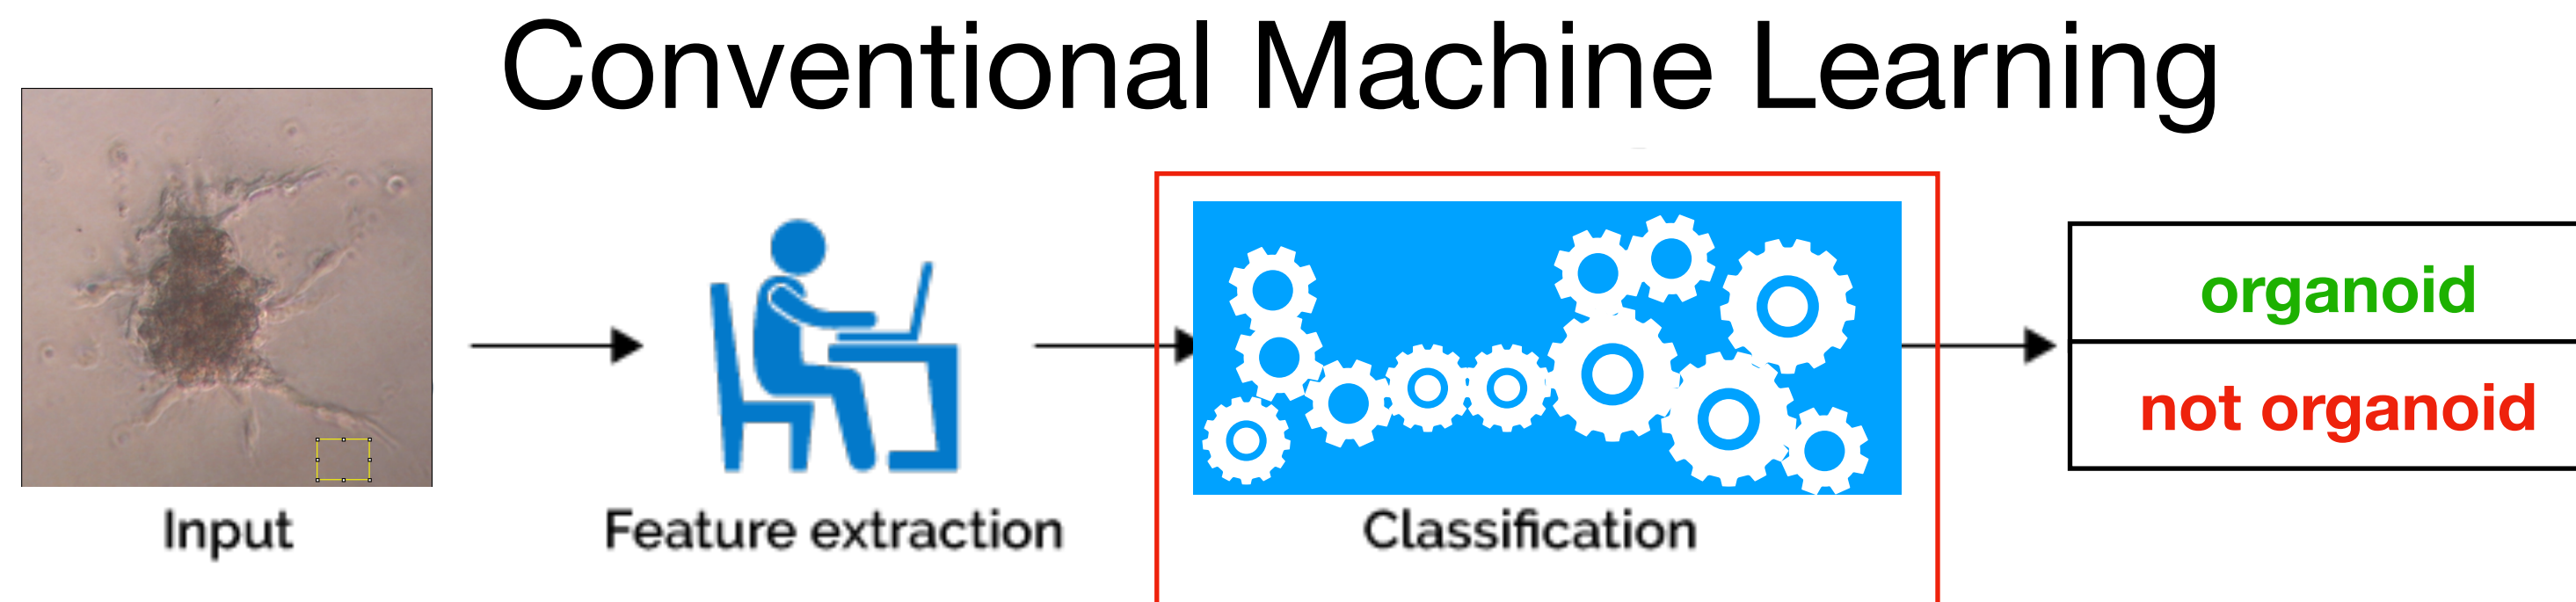 Conventional Machine Learning
organoid
not organoid
Input
Feature extraction
Classification